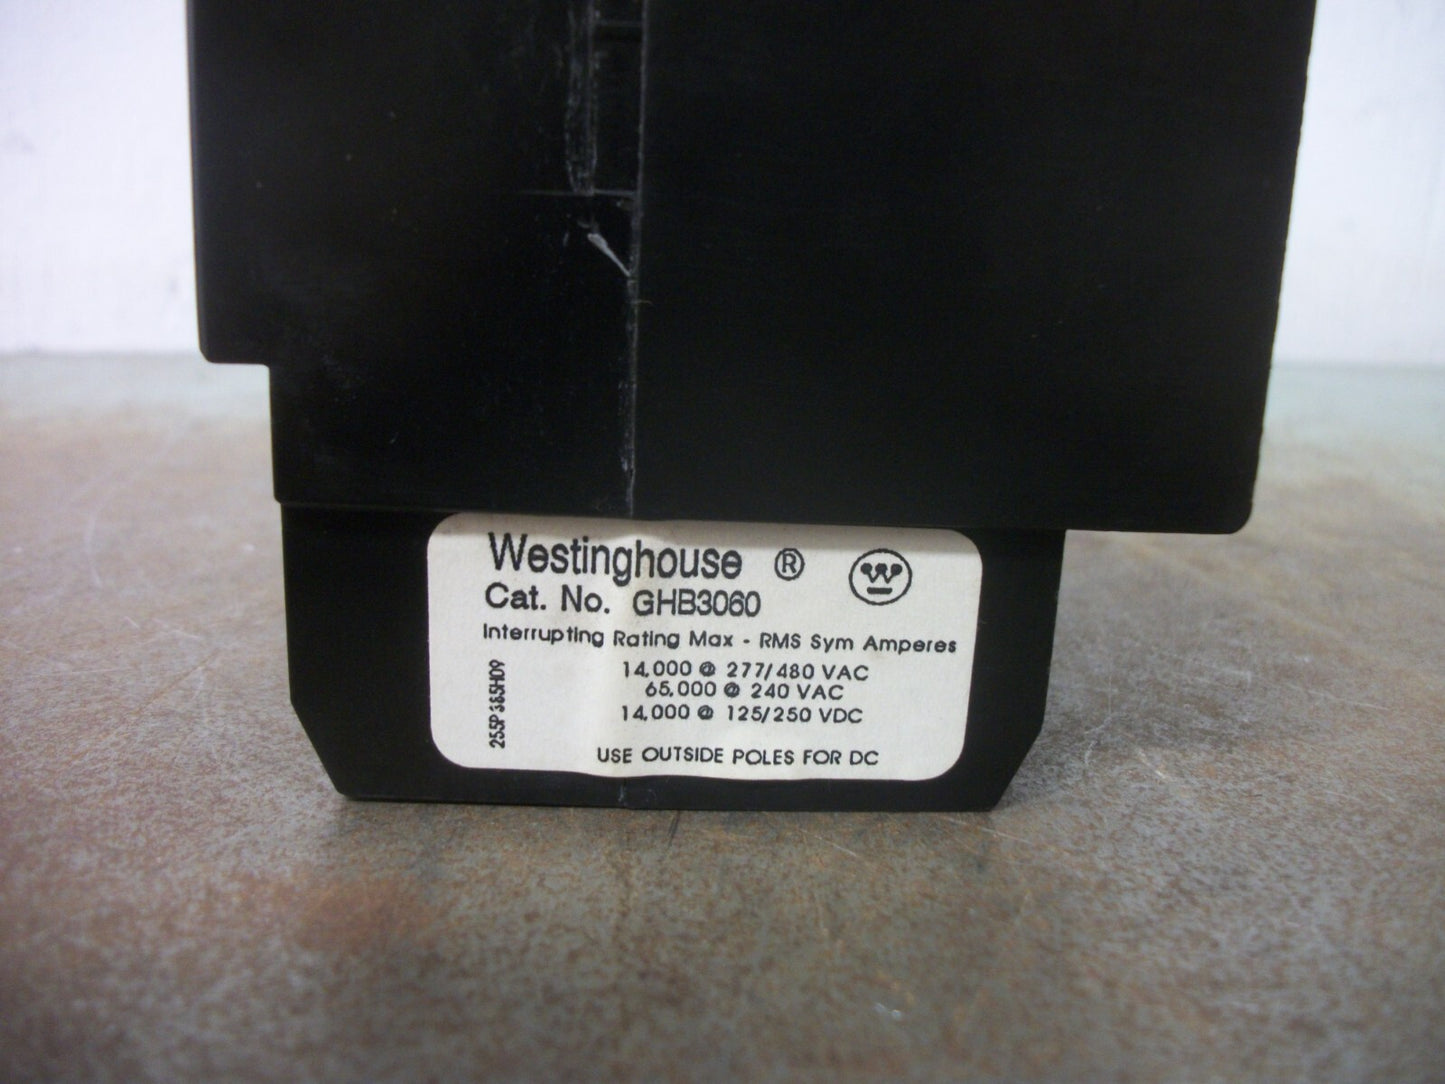 Westinghouse ®
W
Cat. No. GHB3060
Interrupting Rating Max - RMS Sym Amperes
14,000 @ 277/480 VAC
65,000 @ 240 VAC
14,000 @ 125/250 VDC
USE OUTSIDE POLES FOR DC
255P385H09